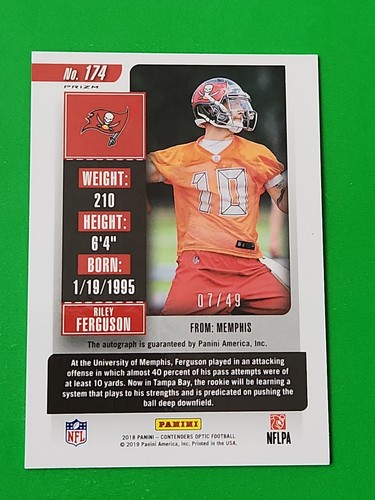 No. 174
PRIZM
WEIGHT:
210
HEIGHT:
6'4"
BORN:
1/19/1995
RILEY
FERGUSON
10
07/49
FROM: MEMPHIS
The autograph is guaranteed by Panini America, Inc.
At the University of Memphis, Ferguson played in an attacking
offense in which almost 40 percent of his pass attempts were of
at least 10 yards. Now in Tampa Bay, the rookie will be learning a
system that plays to his strengths and is predicated on pushing the
ball deep downfield.
NFL
PANINI
NFLPA
2018 PANINI – CONTENDERS OPTIC FOOTBALL
© 2019 Panini America, Inc. Printed in the USA.